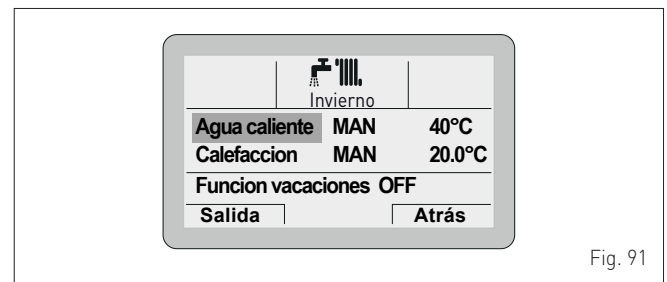 Invierno
Agua caliente MAN 40°C
Calefaccion MAN 20.0°C
Funcion vacaciones OFF
Salida Atrás
Fig. 91